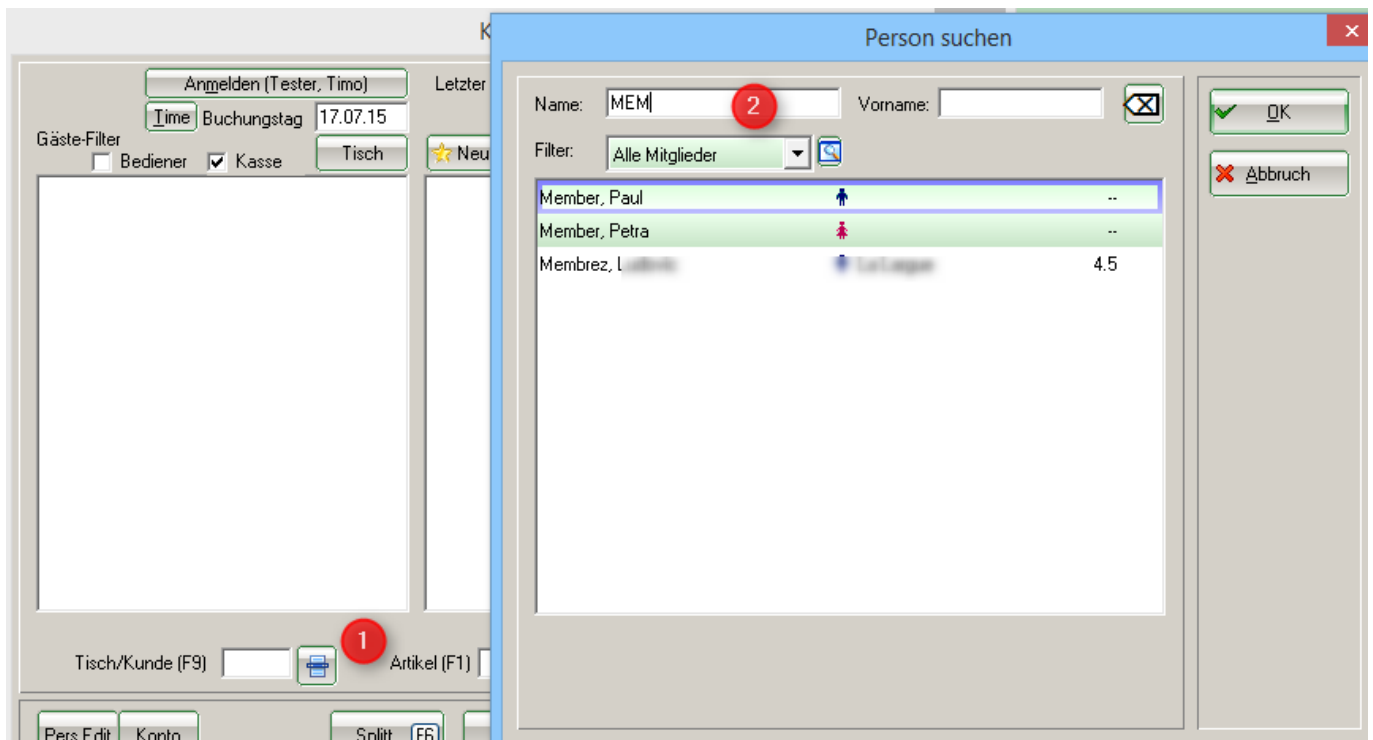 K
Anmelden (Tester, Timo)
Letzter
Time Buchungstag 17.07.15
Gäste-Filter
Bediener Kasse Tisch
Neu
1
Tisch/Kunde (F9)
Artikel (F1)
Pers.Edit Konto Splitt F6
Person suchen
Name: MEM 2 Vorname:
OK
Filter: Alle Mitglieder
Abbruch
Member, Paul --
Member, Petra --
Membrez, L 4.5